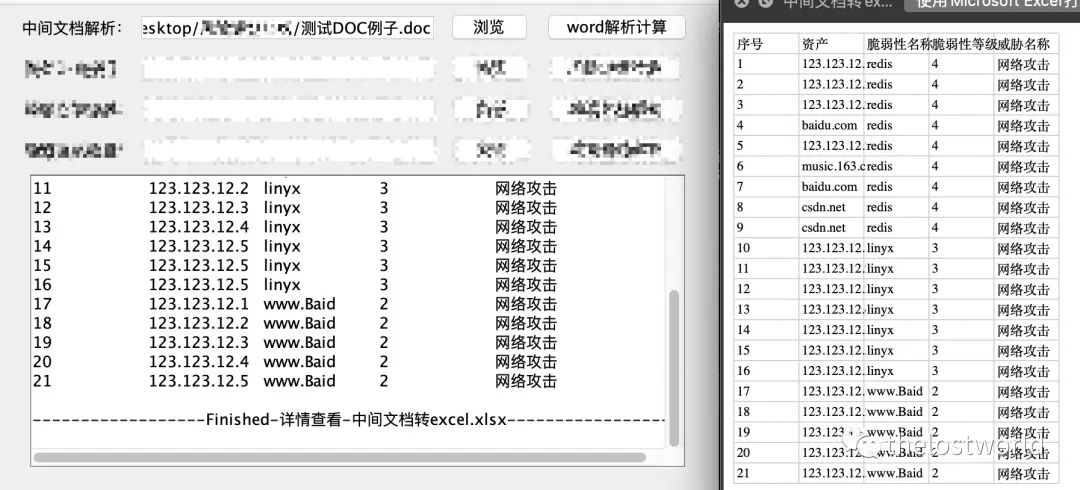 中间文档解析：
esktop/
/测试DOC例子.doc
浏览
word解析计算
11 123.123.12.2 linyx 3 网络攻击
12 123.123.12.3 linyx 3 网络攻击
13 123.123.12.4 linyx 3 网络攻击
14 123.123.12.5 linyx 3 网络攻击
15 123.123.12.5 linyx 3 网络攻击
16 123.123.12.5 linyx 3 网络攻击
17 123.123.12.1 www.Baid 2 网络攻击
18 123.123.12.2 www.Baid 2 网络攻击
19 123.123.12.3 www.Baid 2 网络攻击
20 123.123.12.4 www.Baid 2 网络攻击
21 123.123.12.5 www.Baid 2 网络攻击
------------------Finished-详情查看-中间文档转excel.xlsx-----------------
中间文档转ex... 使用Microsoft Excel打
序号 资产 脆弱性名称 脆弱性等级 威胁名称
1 123.123.12. redis 4 网络攻击
2 123.123.12. redis 4 网络攻击
3 123.123.12. redis 4 网络攻击
4 baidu.com redis 4 网络攻击
5 123.123.12. redis 4 网络攻击
6 music.163.c redis 4 网络攻击
7 baidu.com redis 4 网络攻击
8 csdn.net redis 4 网络攻击
9 csdn.net redis 4 网络攻击
10 123.123.12. linyx 3 网络攻击
11 123.123.12. linyx 3 网络攻击
12 123.123.12. linyx 3 网络攻击
13 123.123.12. linyx 3 网络攻击
14 123.123.12. linyx 3 网络攻击
15 123.123.12. linyx 3 网络攻击
16 123.123.12. linyx 3 网络攻击
17 123.123.12. www.Baid 2 网络攻击
18 123.123.12. www.Baid 2 网络攻击
19 123.123 www.Baid 2 网络攻击
20 123.123 www.Baid 2 网络攻击
21 123.123.12. www.Baid 2 网络攻击
thelostworld